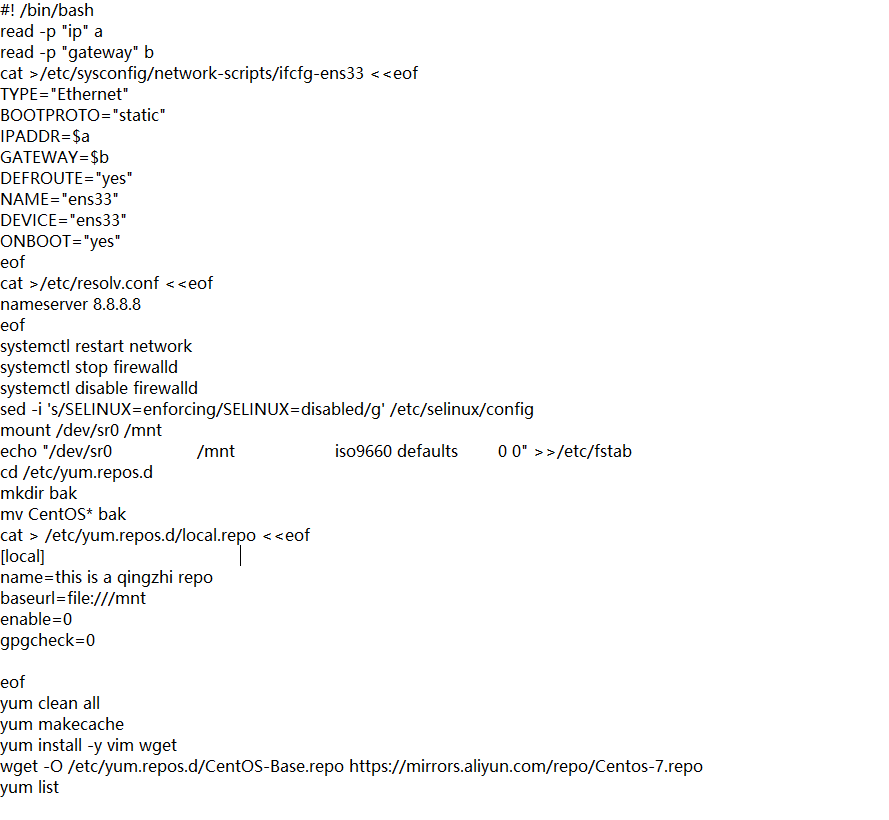 #! /bin/bash
read -p "ip" a
read -p "gateway" b
cat >/etc/sysconfig/network-scripts/ifcfg-ens33 <<eof
TYPE="Ethernet"
BOOTPROTO="static"
IPADDR=$a
GATEWAY=$b
DEFROUTE="yes"
NAME="ens33"
DEVICE="ens33"
ONBOOT="yes"
eof
cat >/etc/resolv.conf <<eof
nameserver 8.8.8.8
eof
systemctl restart network
systemctl stop firewalld
systemctl disable firewalld
sed -i 's/SELINUX=enforcing/SELINUX=disabled/g' /etc/selinux/config
mount /dev/sr0 /mnt
echo "/dev/sr0                 /mnt                    iso9660 defaults        0 0" >>/etc/fstab
cd /etc/yum.repos.d
mkdir bak
mv CentOS* bak
cat > /etc/yum.repos.d/local.repo <<eof
[local]
name=this is a qingzhi repo
baseurl=file:///mnt
enable=0
gpgcheck=0

eof
yum clean all
yum makecache
yum install -y vim wget
wget -O /etc/yum.repos.d/CentOS-Base.repo https://mirrors.aliyun.com/repo/Centos-7.repo
yum list